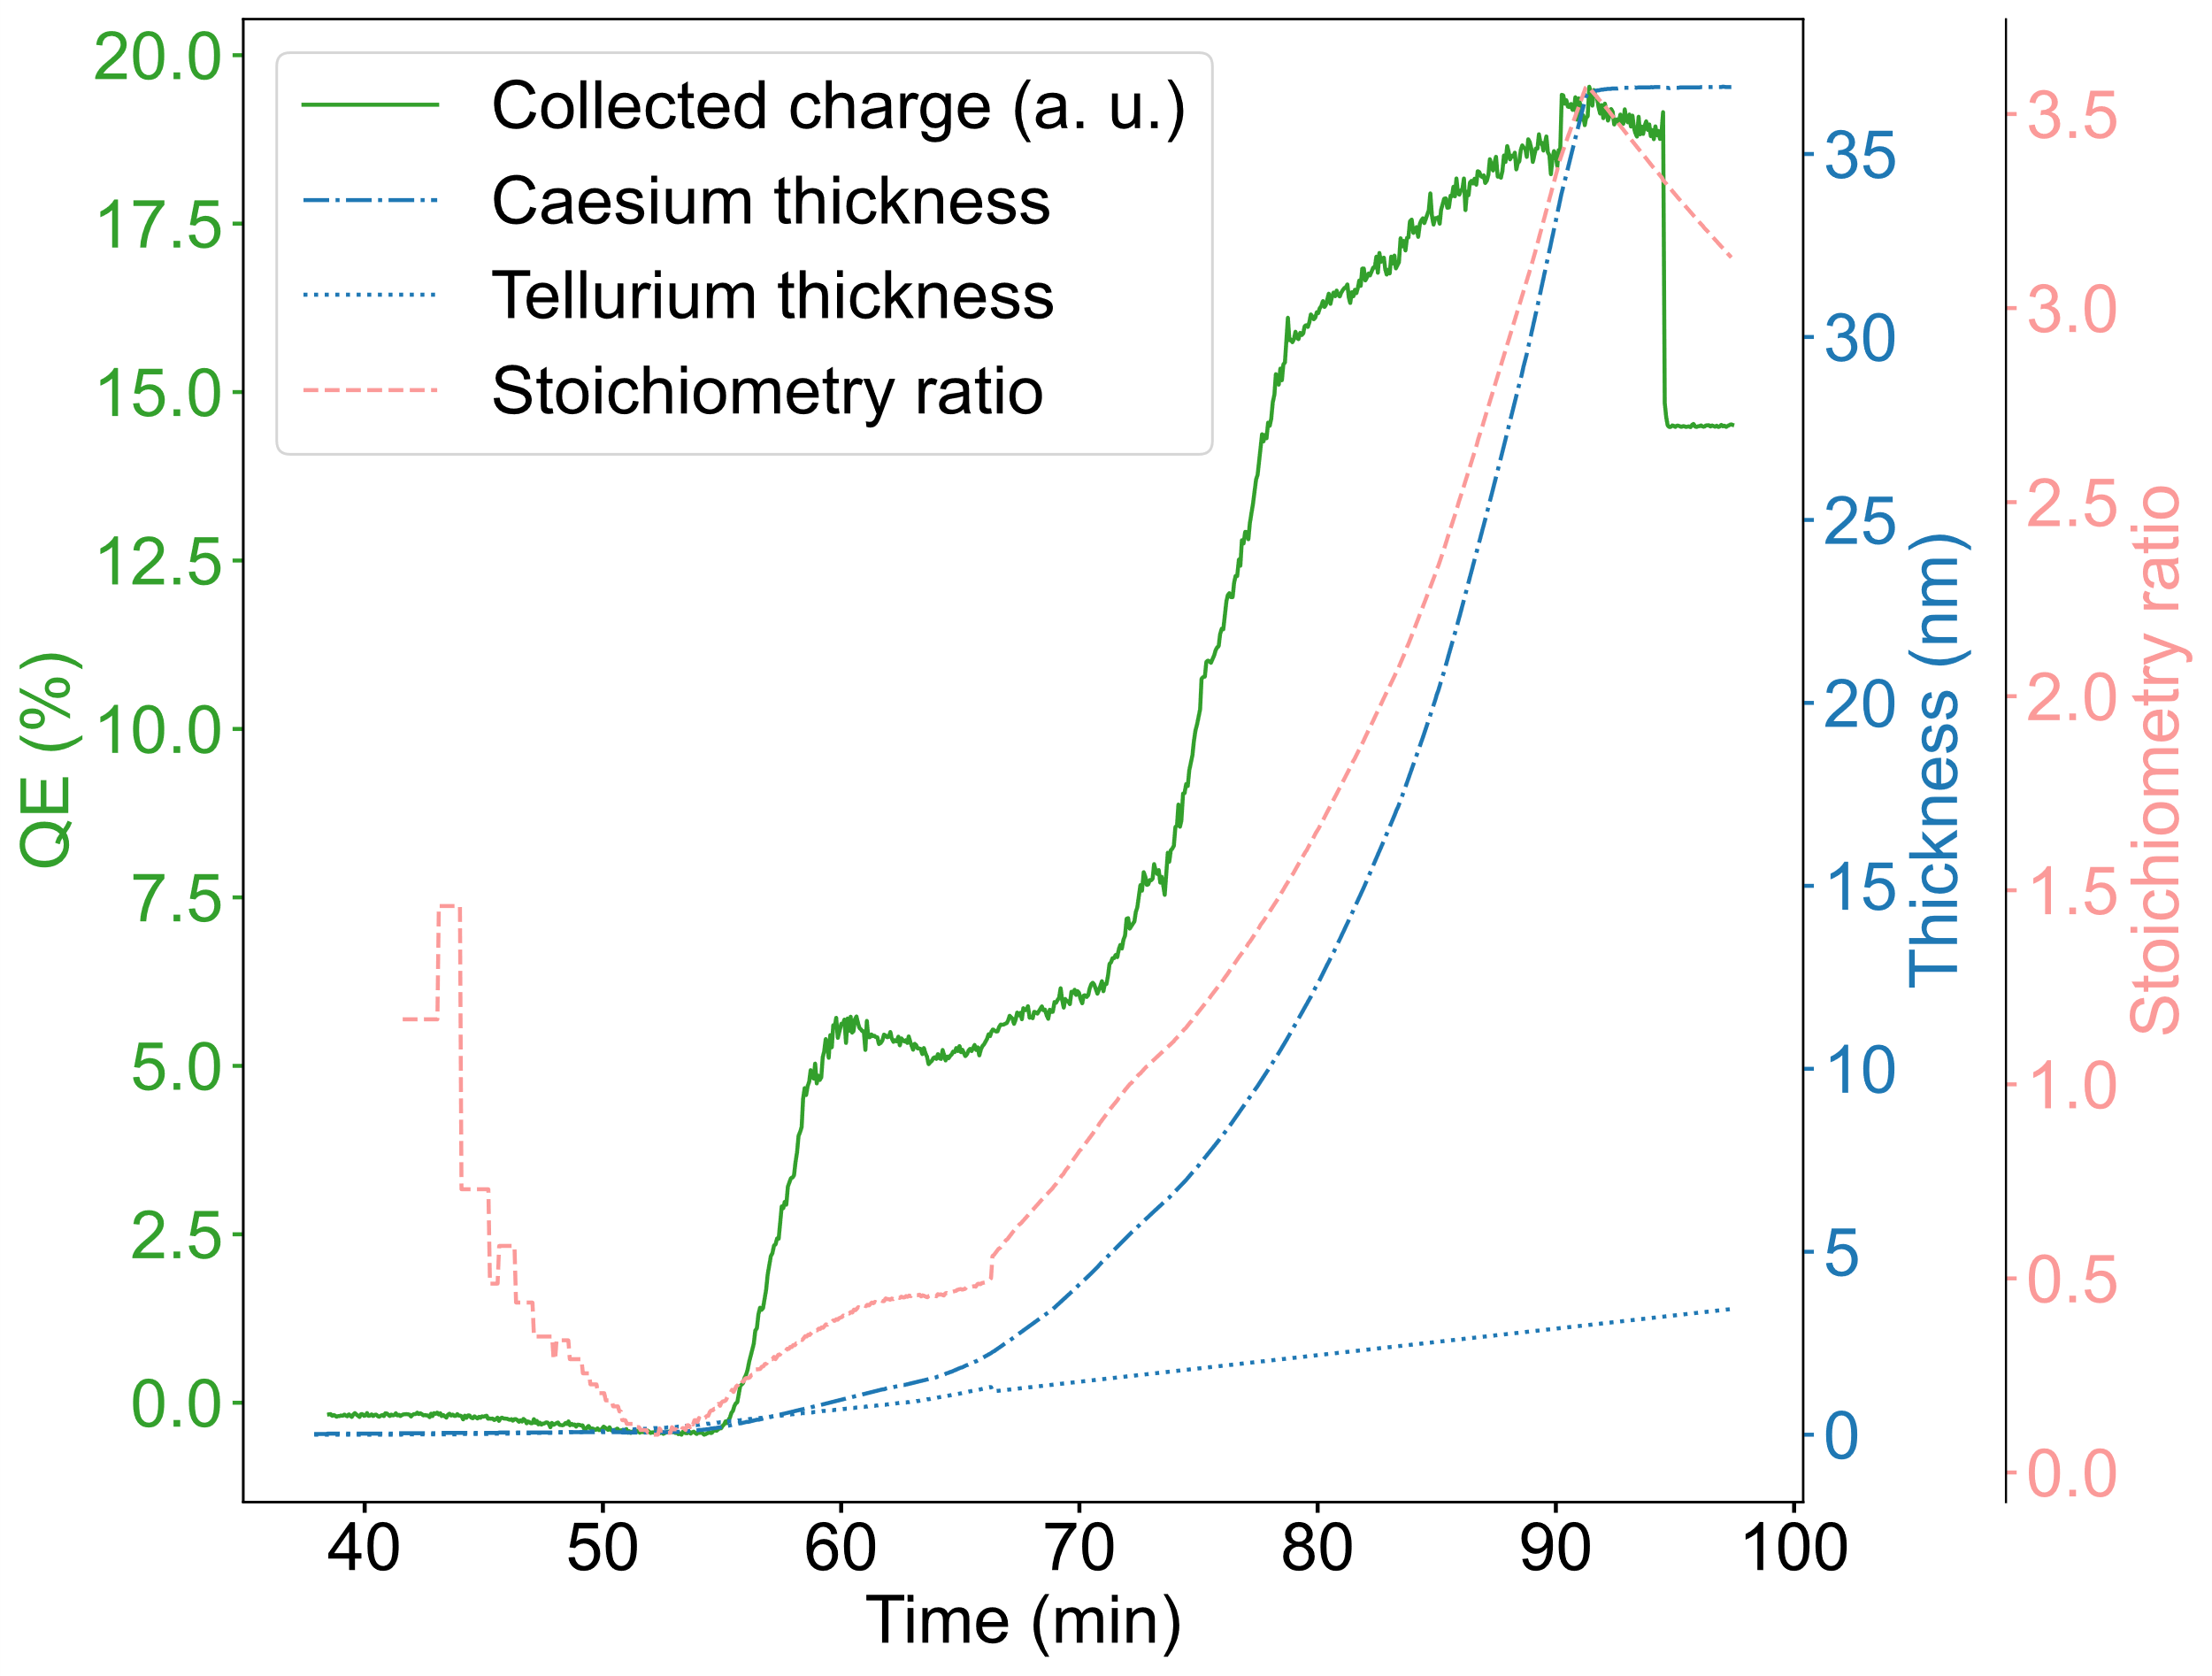 Collected charge (a. u.)
Caesium thickness
Tellurium thickness
Stoichiometry ratio
20.0
17.5
15.0
12.5
10.0
7.5
5.0
2.5
0.0
QE (%)
40 50 60 70 80 90 100
Time (min)
35
30
25
20
15
10
5
0
Thickness (nm)
3.5
3.0
2.5
2.0
1.5
1.0
0.5
0.0
Stoichiometry ratio